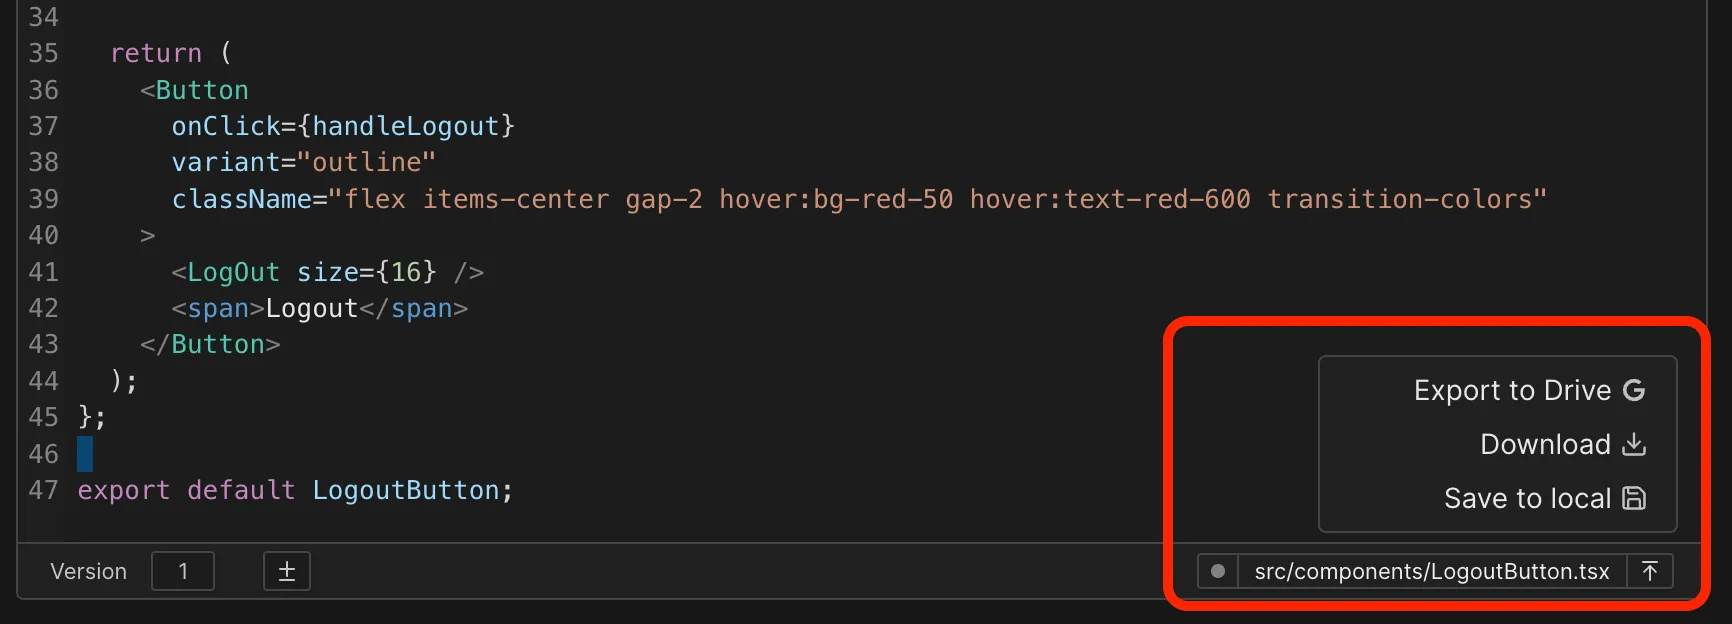 34
35   return (
36     <Button
37       onClick={handleLogout}
38       variant="outline"
39       className="flex items-center gap-2 hover:bg-red-50 hover:text-red-600 transition-colors"
40     >
41       <LogOut size={16} />
42       <span>Logout</span>
43     </Button>
44   );
45 };
46
47 export default LogoutButton;
Export to Drive
Download
Save to local
Version 1 ± src/components/LogoutButton.tsx